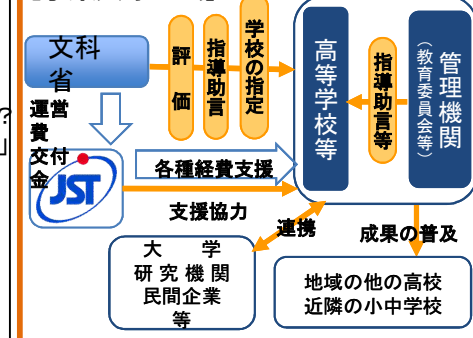 文科
省
評価
指導助言
学校の指定
高等学校等
指導助言等
管理機関
（教育委員会等）
？
」
運営
費
交付
金
JST
各種経費支援
支援協力
連携
成果の普及
大　学
研究機関
民間企業
等
地域の他の高校
近隣の小中学校